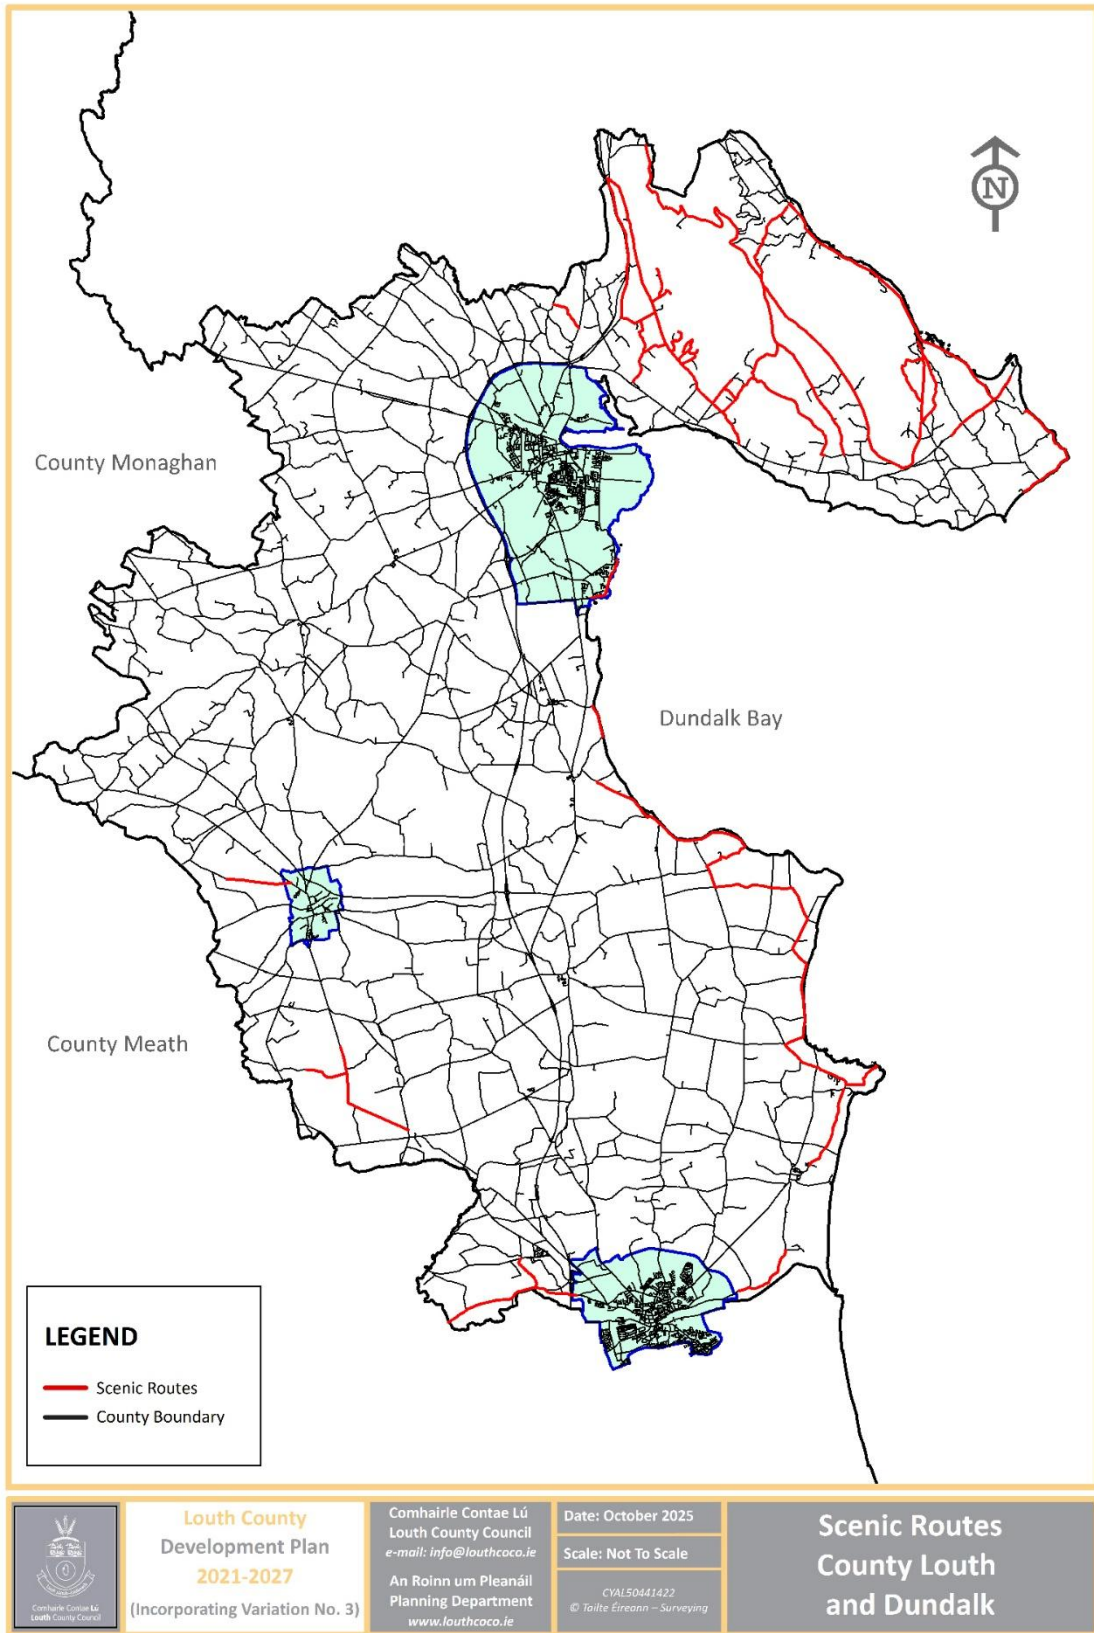 N
County Monaghan
Dundalk Bay
County Meath
LEGEND
Scenic Routes
County Boundary
Comhairle Contae Lú
Louth County Council
Louth County
Development Plan
2021-2027
(Incorporating Variation No. 3)
Comhairle Contae Lú
Louth County Council
e-mail: info@louthcoco.ie
An Roinn um Pleanáil
Planning Department
www.louthcoco.ie
Date: October 2025
Scale: Not To Scale
CYAL50441422
© Tailte Éireann – Surveying
Scenic Routes
County Louth
and Dundalk